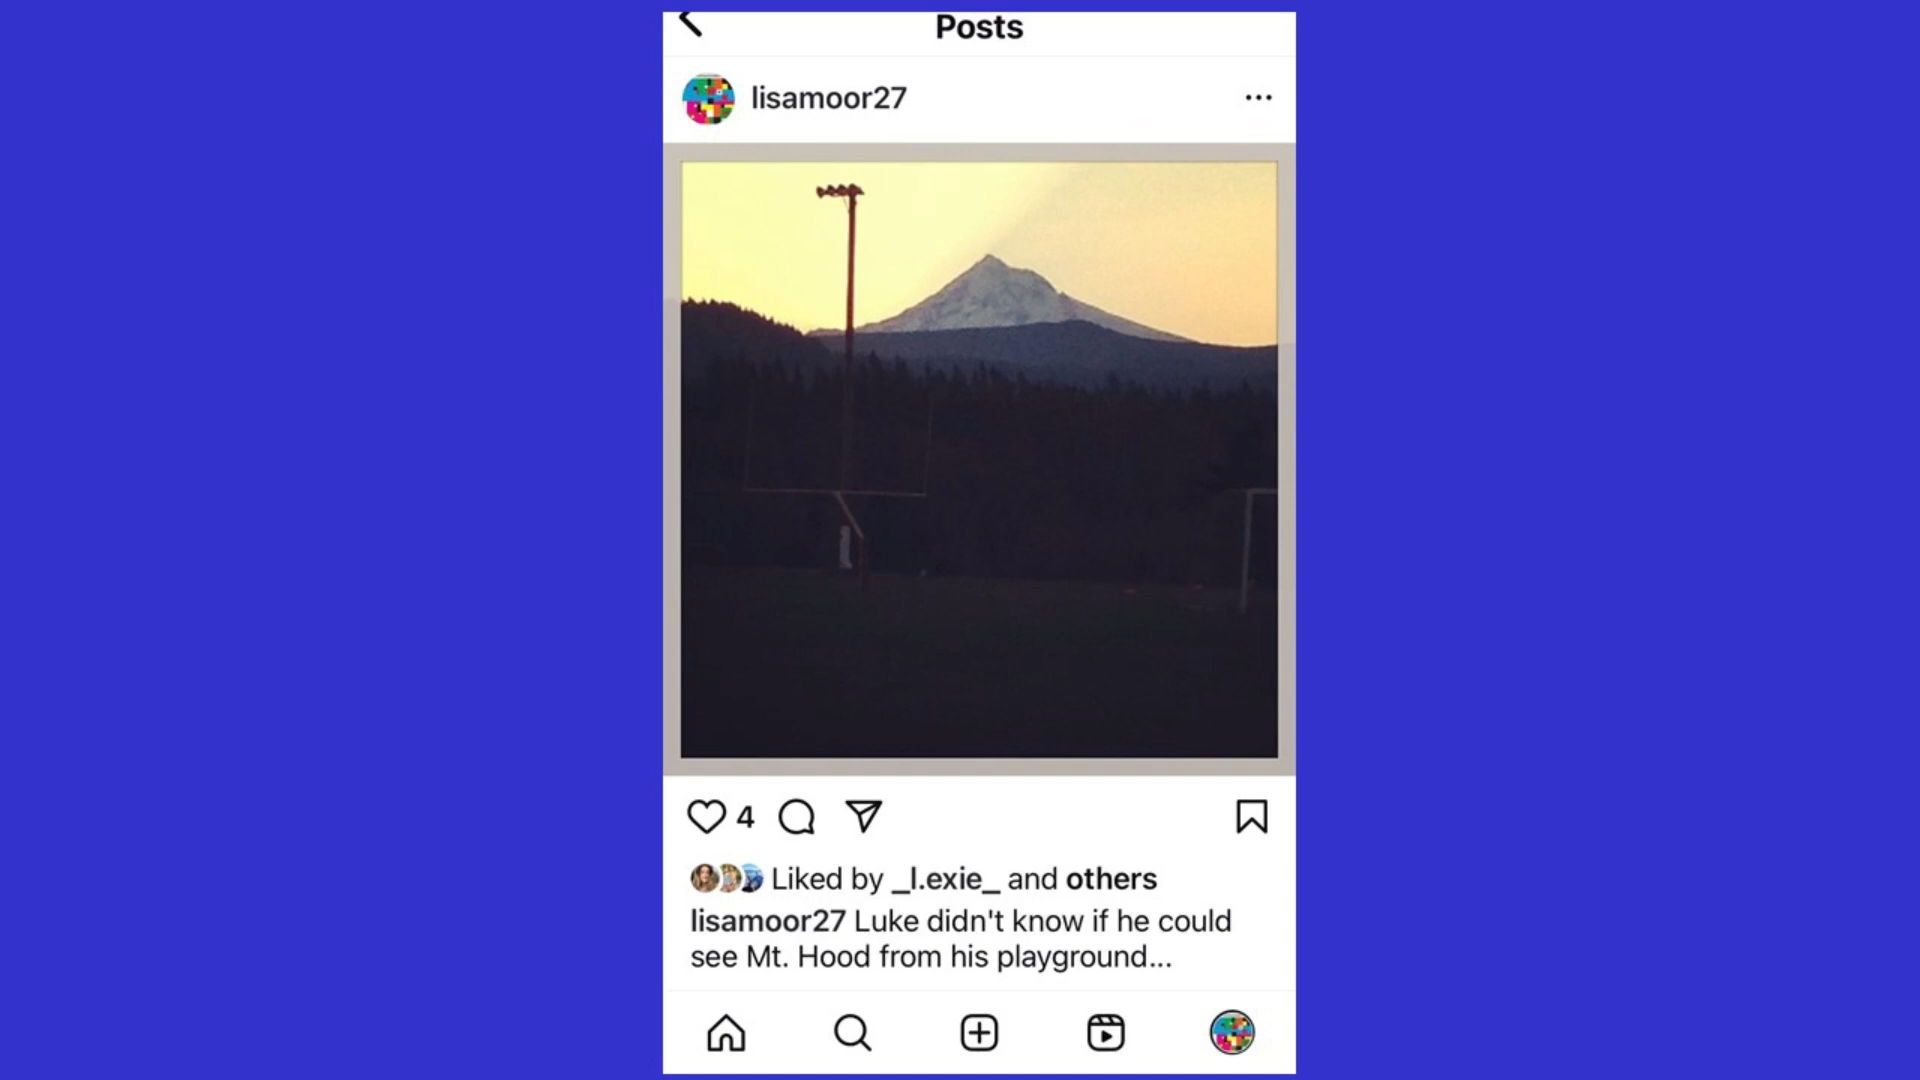 Posts
lisamoor27
4
Liked by _l.exie_ and others
lisamoor27 Luke didn't know if he could
see Mt. Hood from his playground...